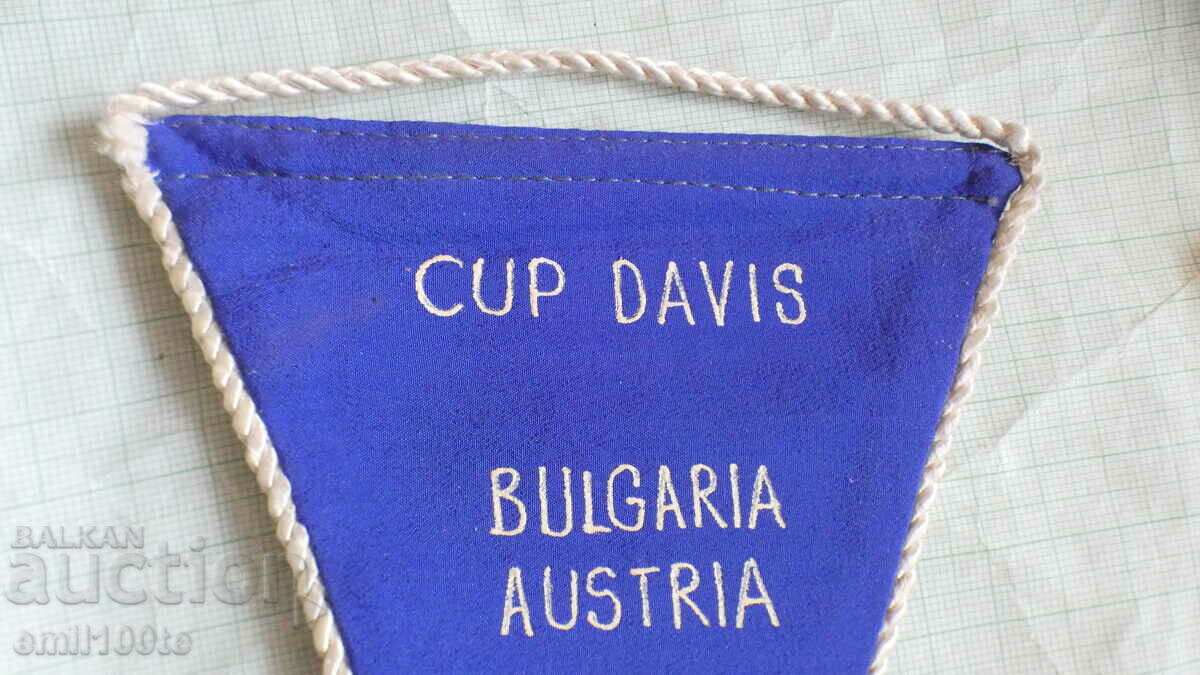 CUP DAVIS
BULGARIA
AUSTRIA
BALKAN
auction
emil100to